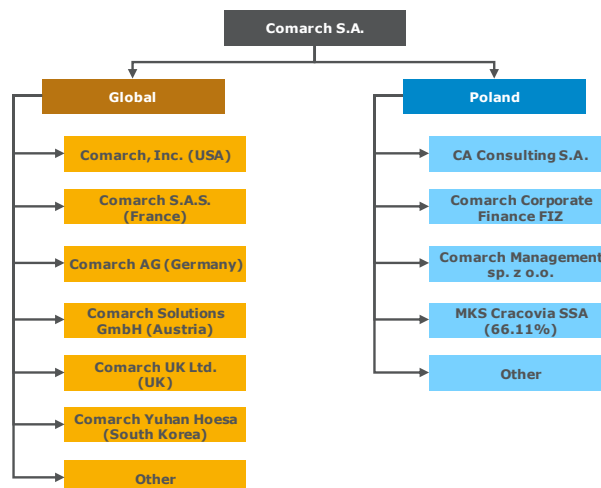 Comarch S.A.
Global
Comarch, Inc. (USA)
Comarch S.A.S.
(France)
Comarch AG (Germany)
Comarch Solutions
GmbH (Austria)
Comarch UK Ltd.
(UK)
Comarch Yuhan Hoesa
(South Korea)
Other
Poland
CA Consulting S.A.
Comarch Corporate
Finance FIZ
Comarch Management
sp. z o.o.
MKS Cracovia SSA
(66.11%)
Other